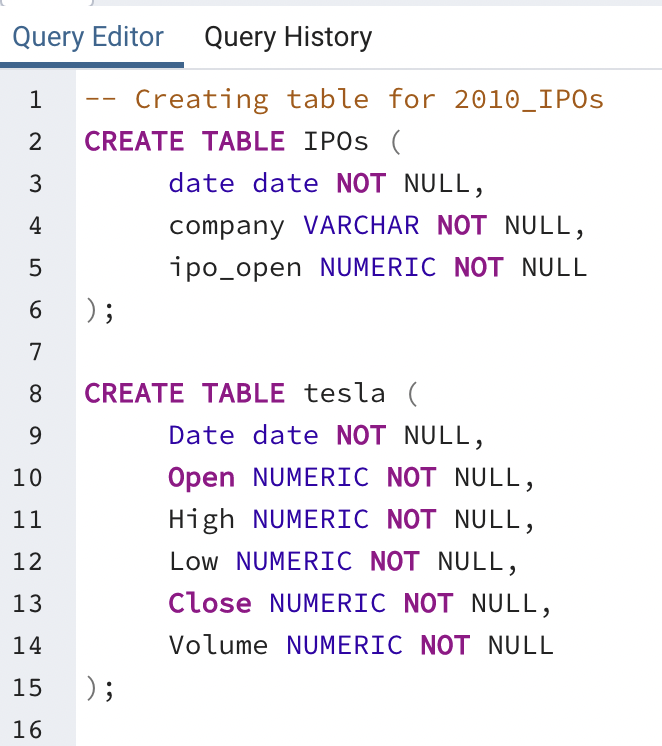 Query Editor Query History
1 -- Creating table for 2010_IPOs
2 CREATE TABLE IPOs (
3 date date NOT NULL,
4 company VARCHAR NOT NULL,
5 ipo_open NUMERIC NOT NULL
6 );
7
8 CREATE TABLE tesla (
9 Date date NOT NULL,
10 Open NUMERIC NOT NULL,
11 High NUMERIC NOT NULL,
12 Low NUMERIC NOT NULL,
13 Close NUMERIC NOT NULL,
14 Volume NUMERIC NOT NULL
15 );
16